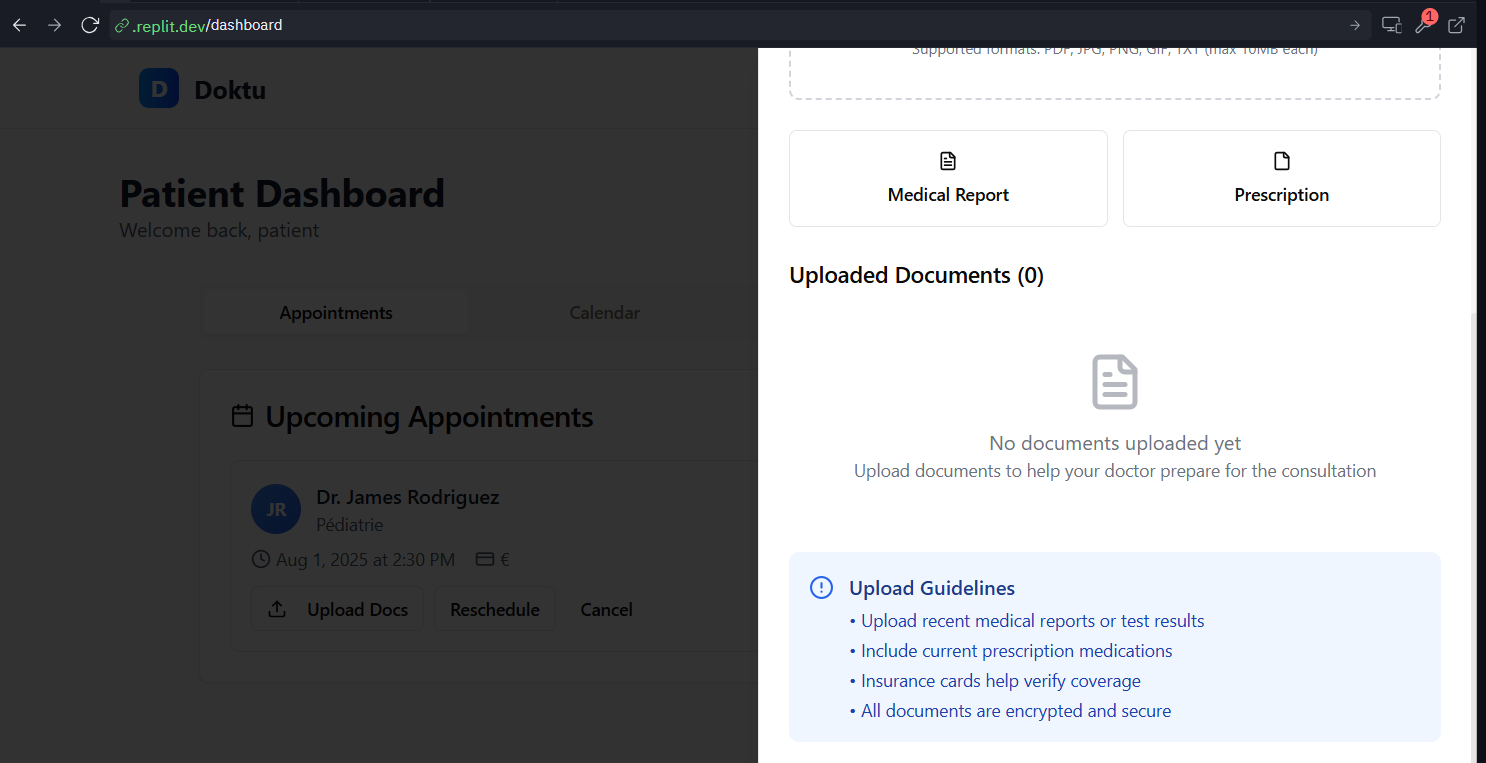 .replit.dev/dashboard
1
D Doktu
Patient Dashboard
Welcome back, patient
Appointments
Calendar
Upcoming Appointments
JR
Dr. James Rodriguez
Pédiatrie
Aug 1, 2025 at 2:30 PM €
Upload Docs
Reschedule
Cancel
Supported formats: PDF, JPG, PNG, GIF, TXT (max 10MB each)
Medical Report
Prescription
Uploaded Documents (0)
No documents uploaded yet
Upload documents to help your doctor prepare for the consultation
Upload Guidelines
• Upload recent medical reports or test results
• Include current prescription medications
• Insurance cards help verify coverage
• All documents are encrypted and secure